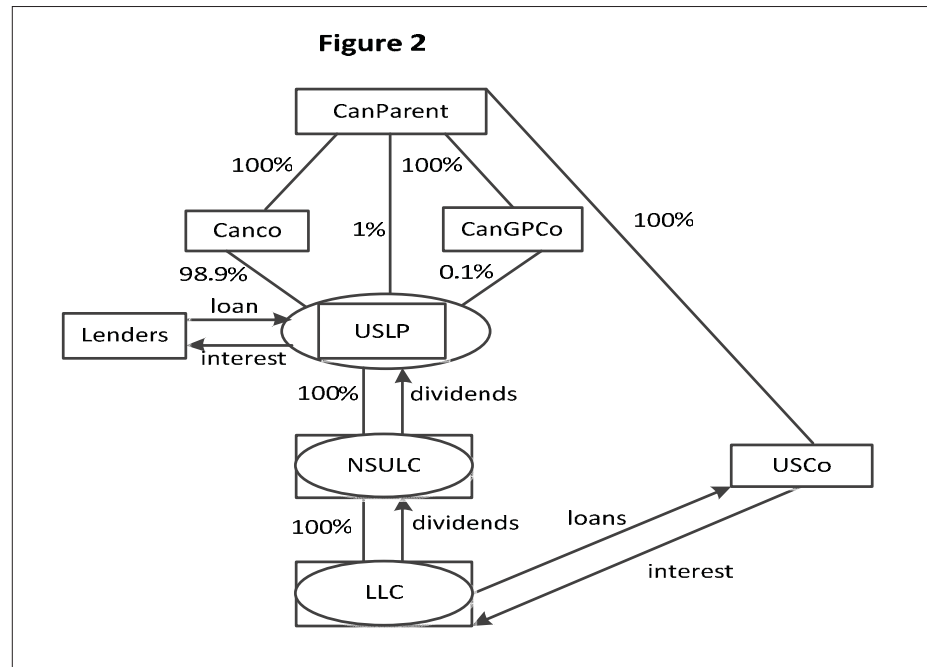 Figure 2
CanParent
100%
100%
Canco
1%
CanGPCo
100%
98.9%
0.1%
loan
Lenders
USLP
interest
100%
dividends
NSULC
USCo
100%
dividends
loans
interest
LLC